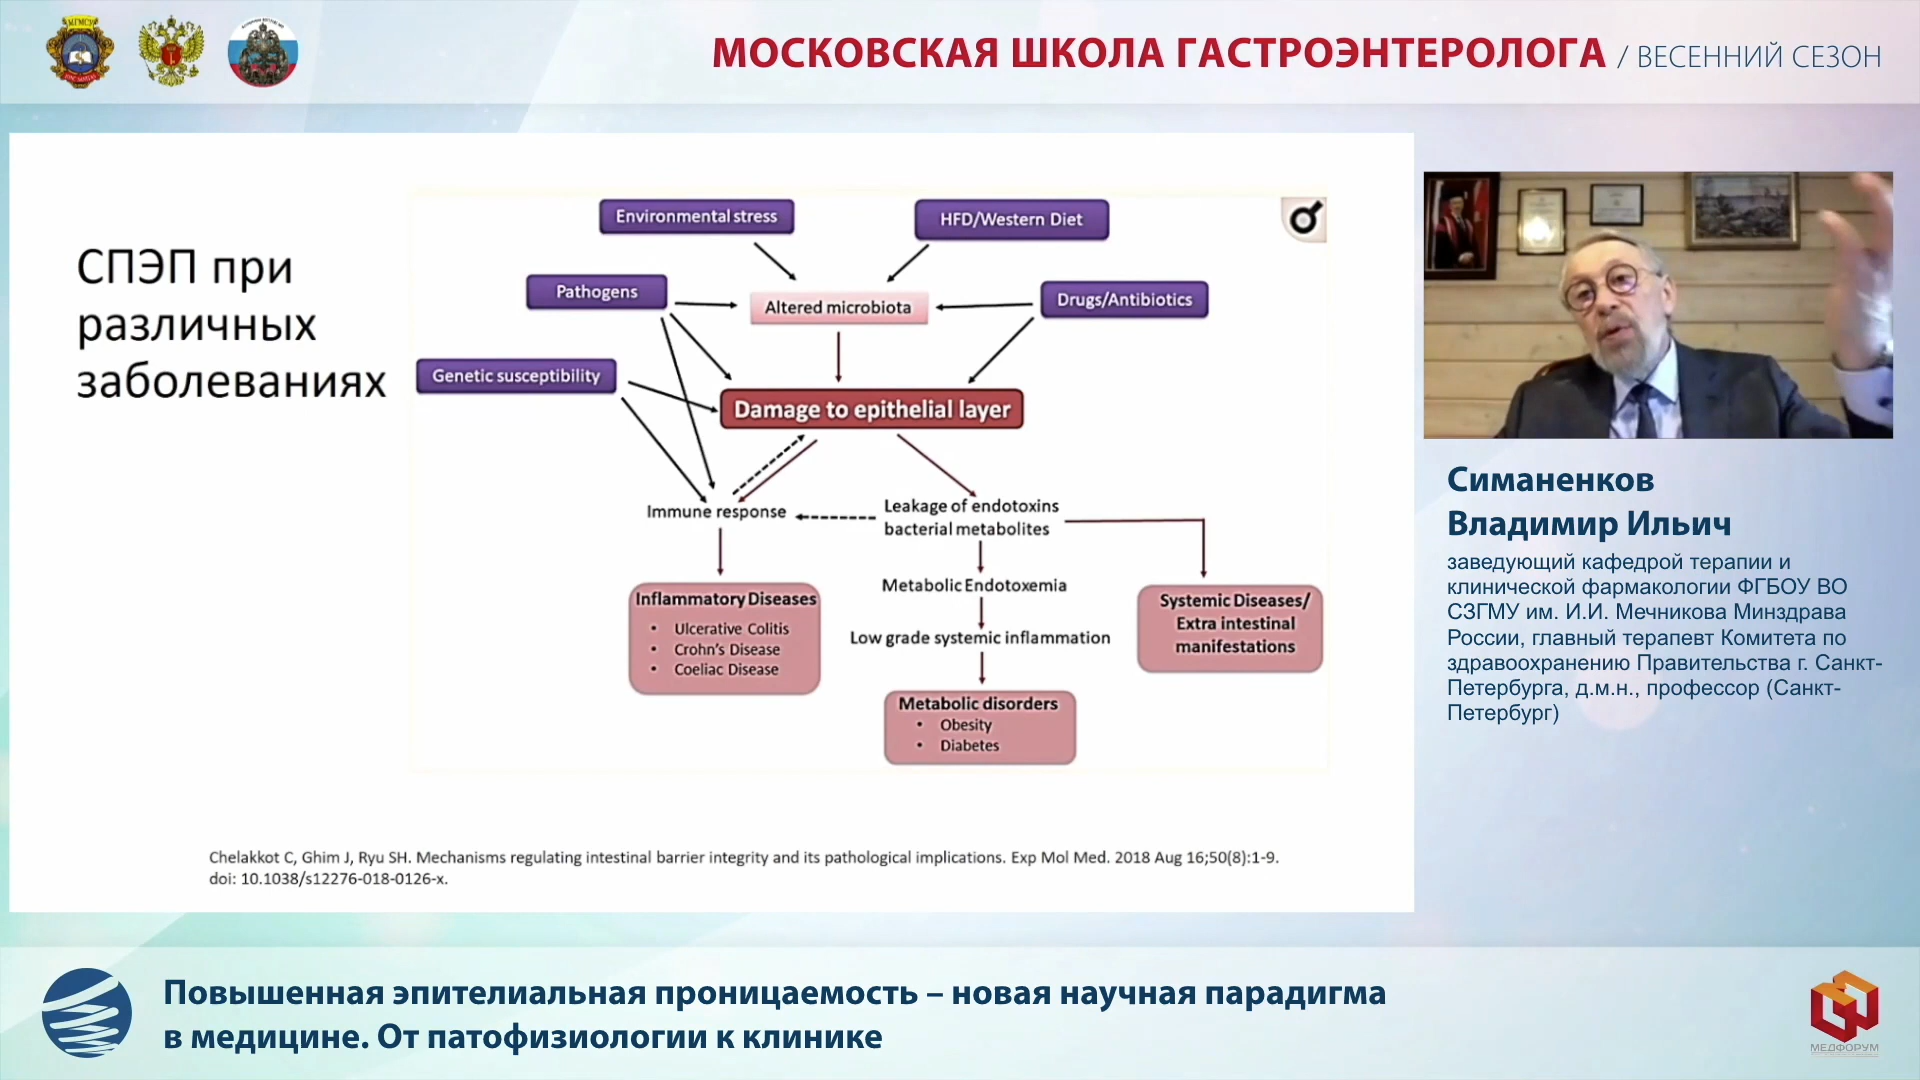 МГМСУ
МОСКОВСКАЯ ШКОЛА ГАСТРОЭНТЕРОЛОГА / ВЕСЕННИЙ СЕЗОН
СПЭП при
различных
заболеваниях
Environmental stress
HFD/Western Diet
Pathogens
Altered microbiota
Drugs/Antibiotics
Genetic susceptibility
Damage to epithelial layer
Immune response
Leakage of endotoxins
bacterial metabolites
Metabolic Endotoxemia
Low grade systemic inflammation
Inflammatory Diseases
• Ulcerative Colitis
• Crohn's Disease
• Coeliac Disease
Metabolic disorders
• Obesity
• Diabetes
Systemic Diseases/
Extra intestinal
manifestations
Chelakkot C, Ghim J, Ryu SH. Mechanisms regulating intestinal barrier integrity and its pathological implications. Exp Mol Med. 2018 Aug 16;50(8):1-9.
doi: 10.1038/s12276-018-0126-x.
Симаненков
Владимир Ильич
заведующий кафедрой терапии и
клинической фармакологии ФГБОУ ВО
СЗГМУ им. И.И. Мечникова Минздрава
России, главный терапевт Комитета по
здравоохранению Правительства г. Санкт-
Петербурга, д.м.н., профессор (Санкт-
Петербург)
Повышенная эпителиальная проницаемость – новая научная парадигма
в медицине. От патофизиологии к клинике
МЕДФОРУМ